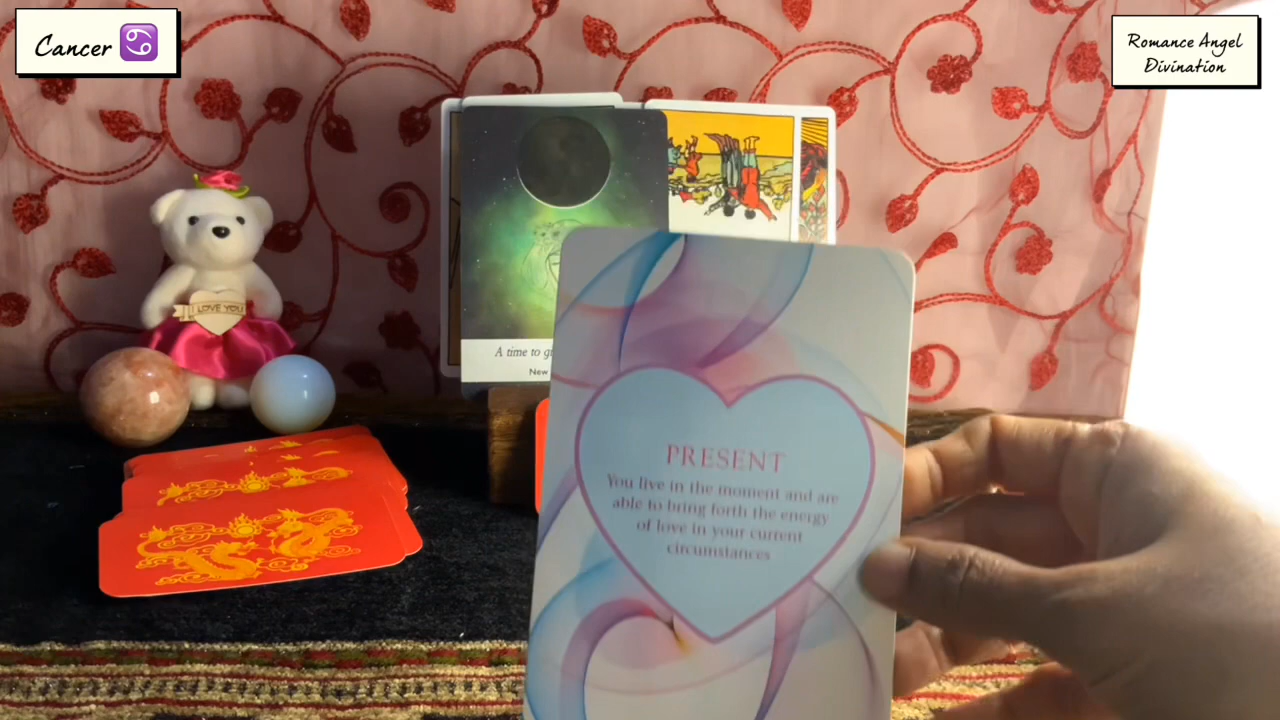 Cancer ♋
Romance Angel
Divination
I LOVE YOU
A time to
New
PRESENT
You live in the moment and are
able to bring forth the energy
of love in your current
circumstances